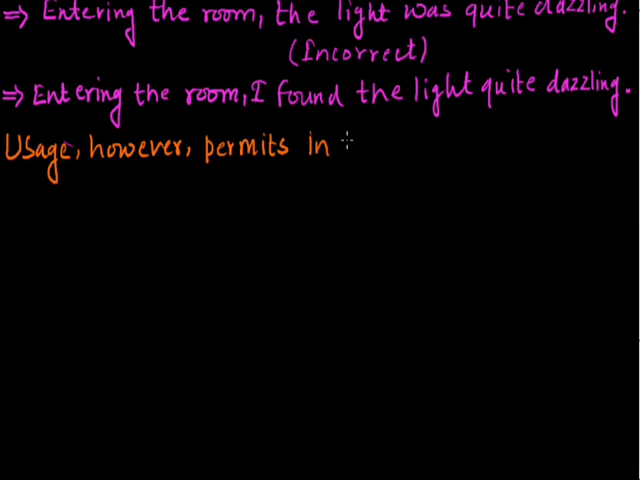 ⇒ Entering the room, the light was quite dazzling.
(Incorrect)
⇒ Entering the room, I found the light quite dazzling.
Usage, however, permits in